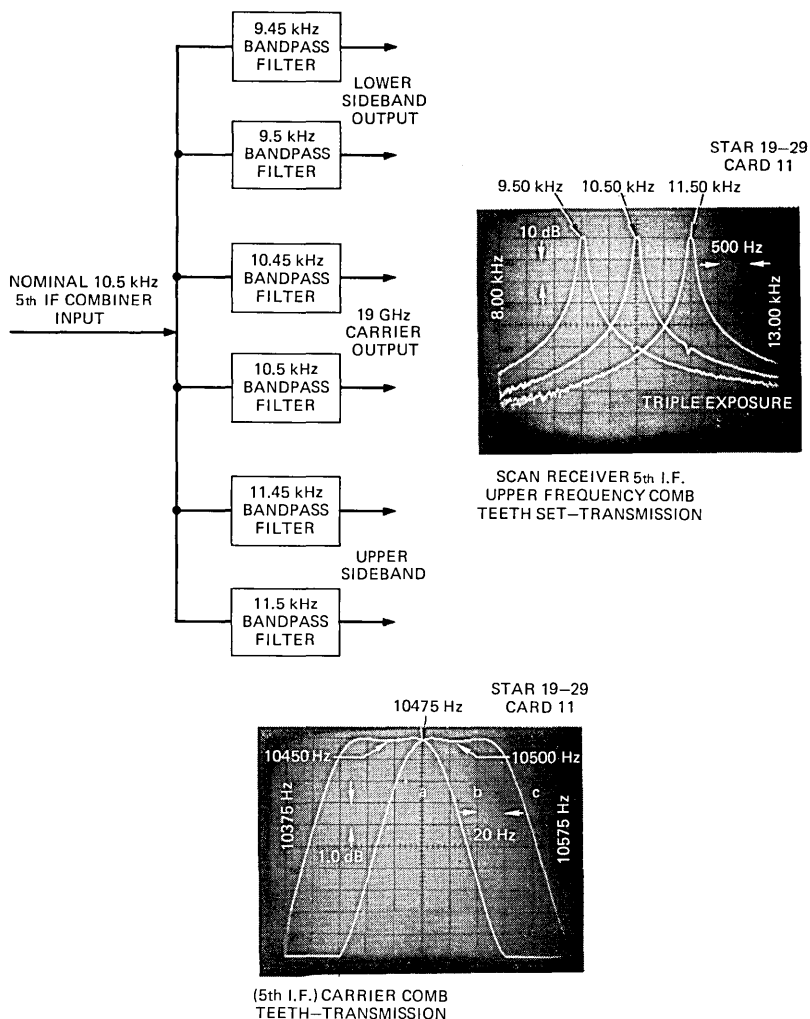 9.45 kHz
BANDPASS
FILTER
LOWER
SIDEBAND
OUTPUT
9.5 kHz
BANDPASS
FILTER
10.45 kHz
BANDPASS
FILTER
NOMINAL 10.5 kHz
5th IF COMBINER
INPUT
19 GHz
CARRIER
OUTPUT
10.5 kHz
BANDPASS
FILTER
11.45 kHz
BANDPASS
FILTER
UPPER
SIDEBAND
11.5 kHz
BANDPASS
FILTER
STAR 19–29
CARD 11
9.50 kHz 10.50 kHz 11.50 kHz
10 dB
500 Hz
8.00 kHz
13.00 kHz
TRIPLE EXPOSURE
SCAN RECEIVER 5th I.F.
UPPER FREQUENCY COMB
TEETH SET–TRANSMISSION
STAR 19–29
CARD 11
10475 Hz
10450 Hz
10500 Hz
10375 Hz
a b c
20 Hz
1.0 dB
10575 Hz
(5th I.F.) CARRIER COMB
TEETH–TRANSMISSION